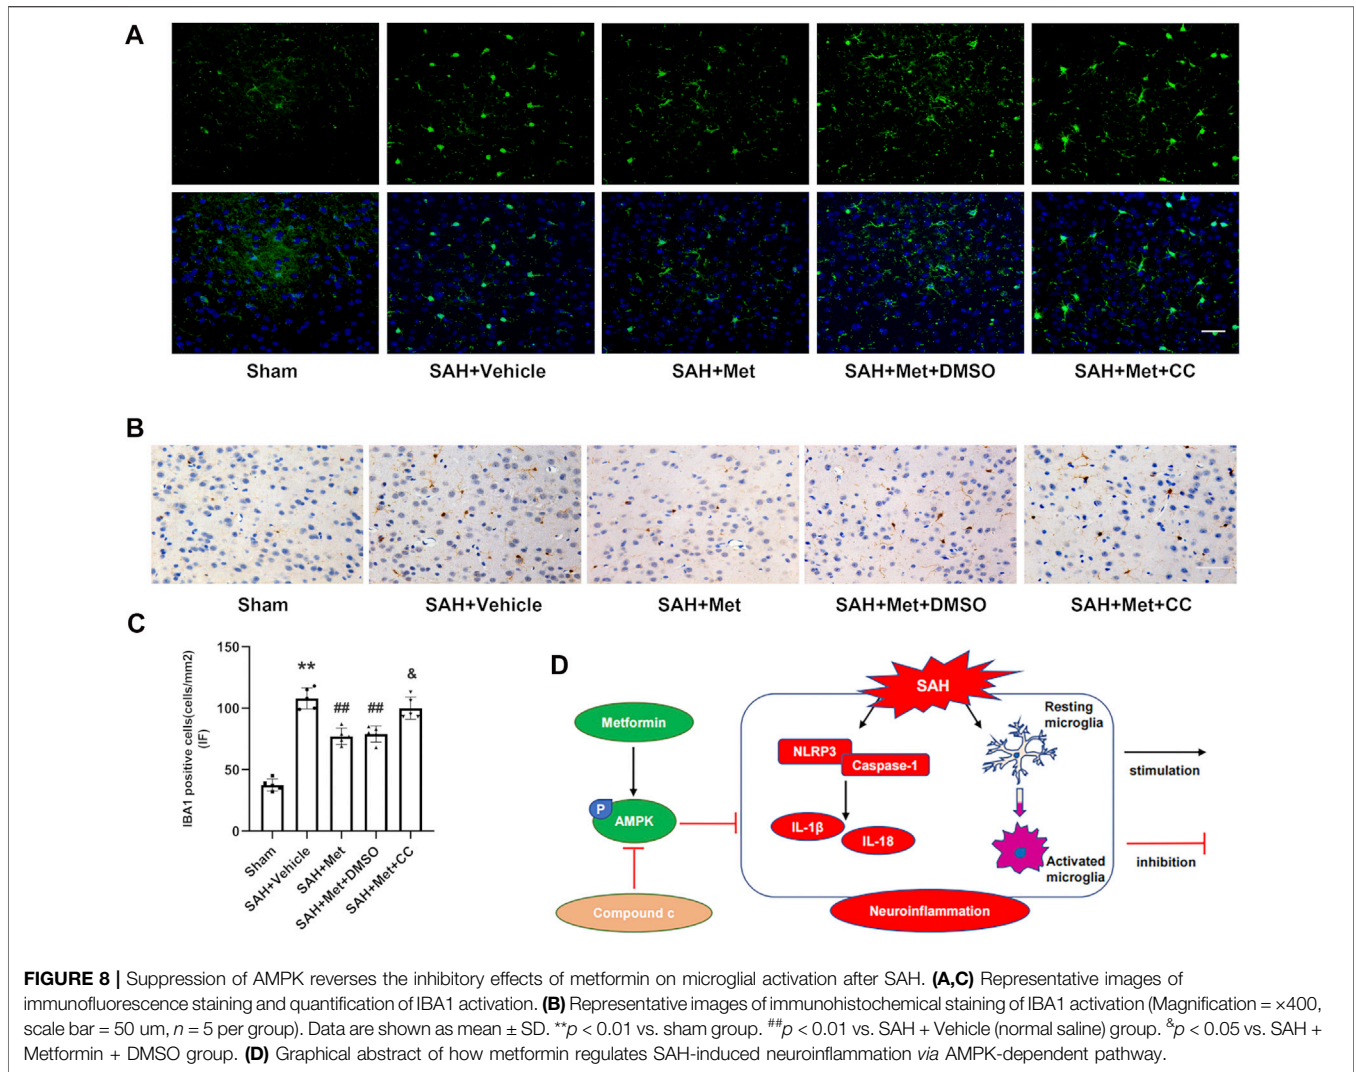 A
Sham
SAH+Vehicle
SAH+Met
SAH+Met+DMSO
SAH+Met+CC
B
Sham
SAH+Vehicle
SAH+Met
SAH+Met+DMSO
SAH+Met+CC
C
IBA1 positive cells(cells/mm2)
(IF)
150
100
50
0
**
##
##
&
Sham
SAH+Vehicle
SAH+Met
SAH+Met+DMSO
SAH+Met+CC
D
SAH
Metformin
P
AMPK
Compound c
NLRP3
Caspase-1
IL-1β
IL-18
Resting
microglia
Activated
microglia
Neuroinflammation
stimulation
inhibition
FIGURE 8 | Suppression of AMPK reverses the inhibitory effects of metformin on microglial activation after SAH. (A,C) Representative images of
immunofluorescence staining and quantification of IBA1 activation. (B) Representative images of immunohistochemical staining of IBA1 activation (Magnification = ×400,
scale bar = 50 um, n = 5 per group). Data are shown as mean ± SD. **p < 0.01 vs. sham group. ##p < 0.01 vs. SAH + Vehicle (normal saline) group. &p < 0.05 vs. SAH +
Metformin + DMSO group. (D) Graphical abstract of how metformin regulates SAH-induced neuroinflammation via AMPK-dependent pathway.